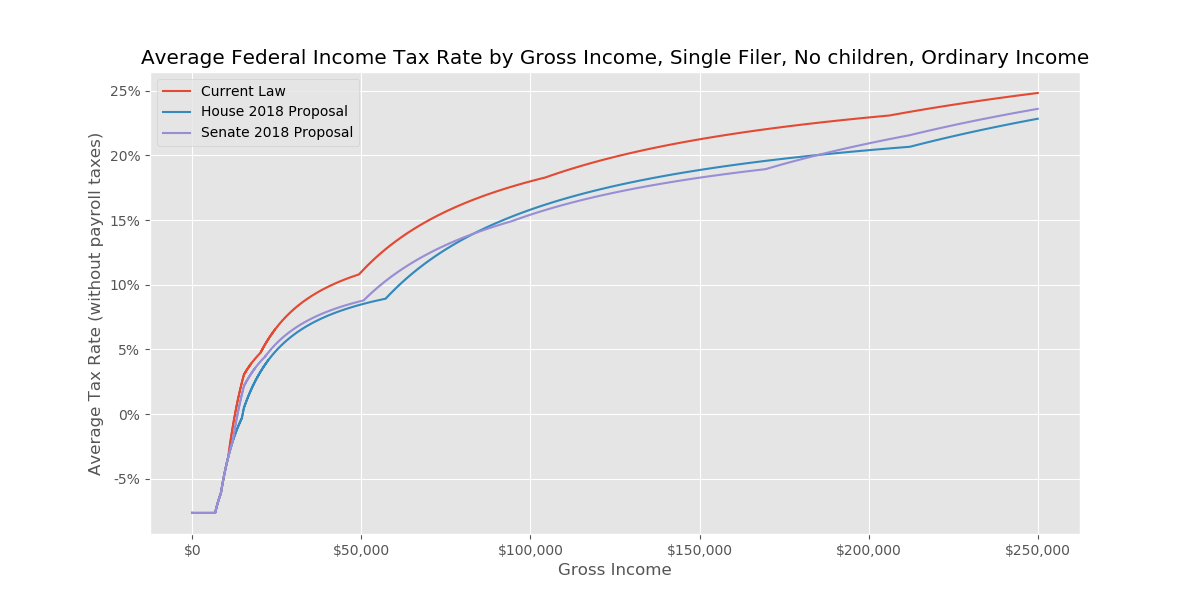 Average Federal Income Tax Rate by Gross Income, Single Filer, No children, Ordinary Income
Current Law
House 2018 Proposal
Senate 2018 Proposal
Average Tax Rate (without payroll taxes)
25%
20%
15%
10%
5%
0%
-5%
$0
$50,000
$100,000
$150,000
$200,000
$250,000
Gross Income